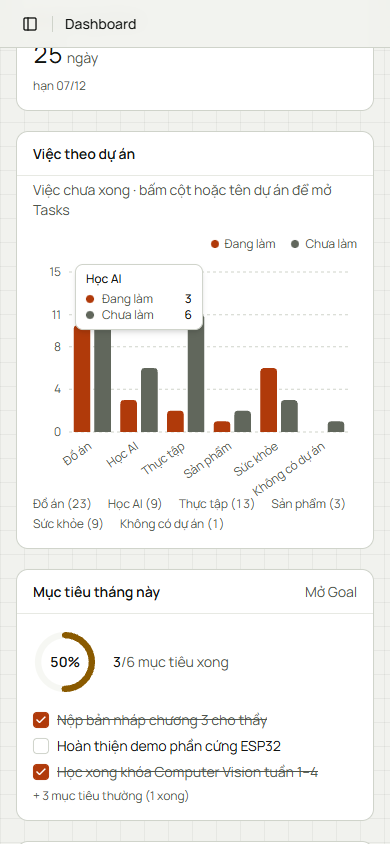 Dashboard
25 ngày
hạn 07/12
Việc theo dự án
Việc chưa xong · bấm cột hoặc tên dự án để mở
Tasks
Đang làm Chưa làm
15
Học AI
Đang làm 3
Chưa làm 6
11
8
4
0
Đồ án
Học AI
Thực tập
Sản phẩm
Sức khỏe
Không có dự án
Đồ án (23) Học AI (9) Thực tập (13) Sản phẩm (3)
Sức khỏe (9) Không có dự án (1)
Mục tiêu tháng này Mở Goal
50% 3/6 mục tiêu xong
Nộp bản nháp chương 3 cho thầy
Hoàn thiện demo phần cứng ESP32
Học xong khóa Computer Vision tuần 1–4
+ 3 mục tiêu thường (1 xong)